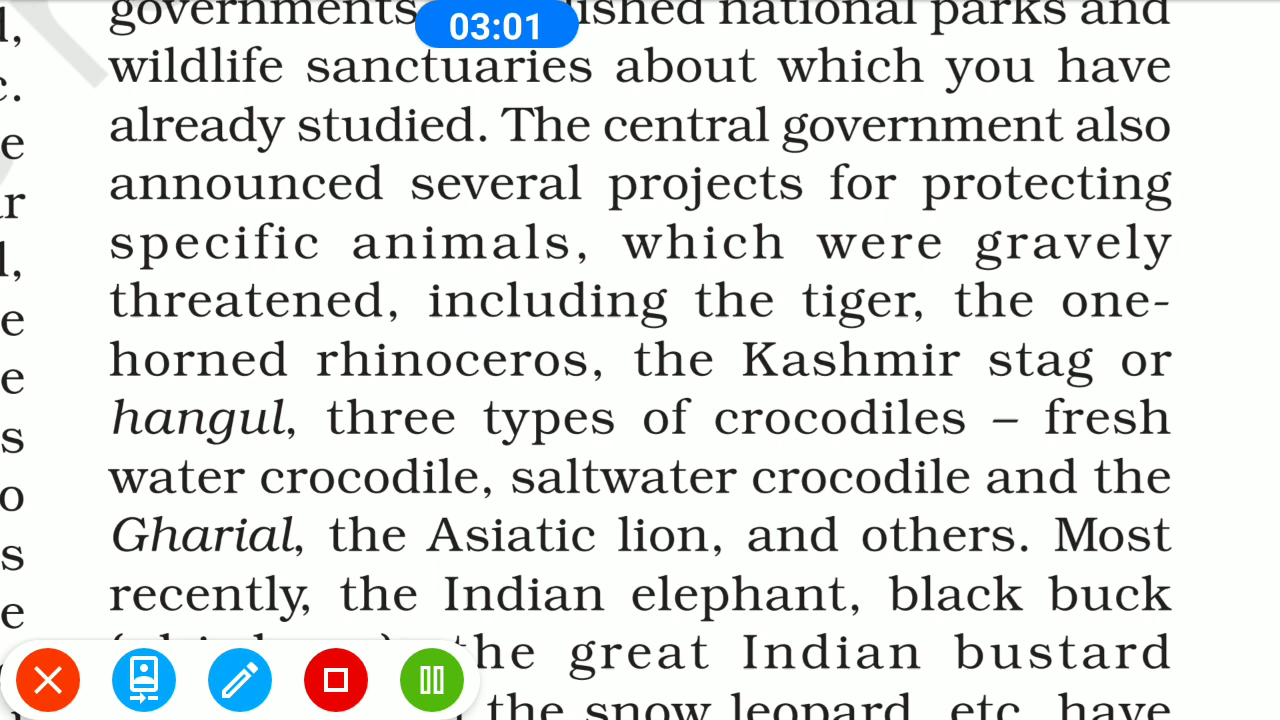 governments
ished national parks and
03:01
wildlife sanctuaries about which you have
already studied. The central government also
announced several projects for protecting
specific animals, which were gravely
threatened, including the tiger, the one-
horned rhinoceros, the Kashmir stag or
hangul, three types of crocodiles – fresh
water crocodile, saltwater crocodile and the
Gharial, the Asiatic lion, and others. Most
recently, the Indian elephant, black buck
the great Indian bustard
the snow leopard, etc. have